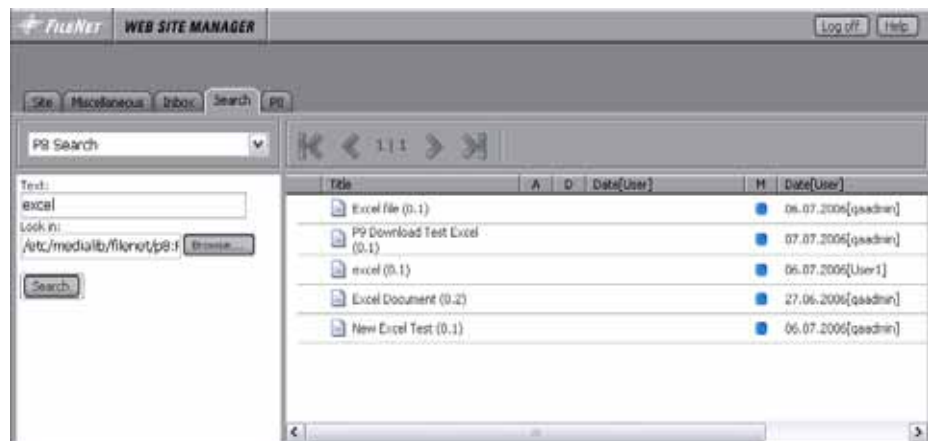 FILENET WEB SITE MANAGER Log off Help
Site Miscellaneous Inbox Search P8
P8 Search
1|1
Text:
excel
Look in:
/etc/medialib/filenet/p8:F Browse...
Search
Title A D Date[User] M Date[User]
Excel file (0.1) 06.07.2006[qaadmin]
P9 Download Test Excel
(0.1) 07.07.2006[qaadmin]
excel (0.1) 06.07.2006[User1]
Excel Document (0.2) 27.06.2006[qaadmin]
New Excel Test (0.1) 06.07.2006[qaadmin]